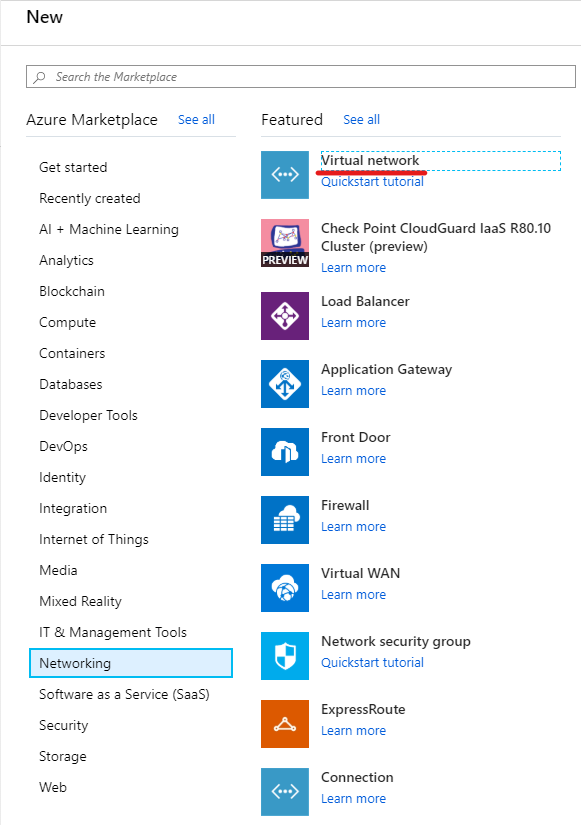 New
Search the Marketplace
Azure Marketplace See all
Get started
Recently created
AI + Machine Learning
Analytics
Blockchain
Compute
Containers
Databases
Developer Tools
DevOps
Identity
Integration
Internet of Things
Media
Mixed Reality
IT & Management Tools
Networking
Software as a Service (SaaS)
Security
Storage
Web
Featured See all
Virtual network
Quickstart tutorial
PREVIEW
Check Point CloudGuard IaaS R80.10
Cluster (preview)
Learn more
Load Balancer
Learn more
Application Gateway
Learn more
Front Door
Learn more
Firewall
Learn more
Virtual WAN
Learn more
Network security group
Quickstart tutorial
ExpressRoute
Learn more
Connection
Learn more